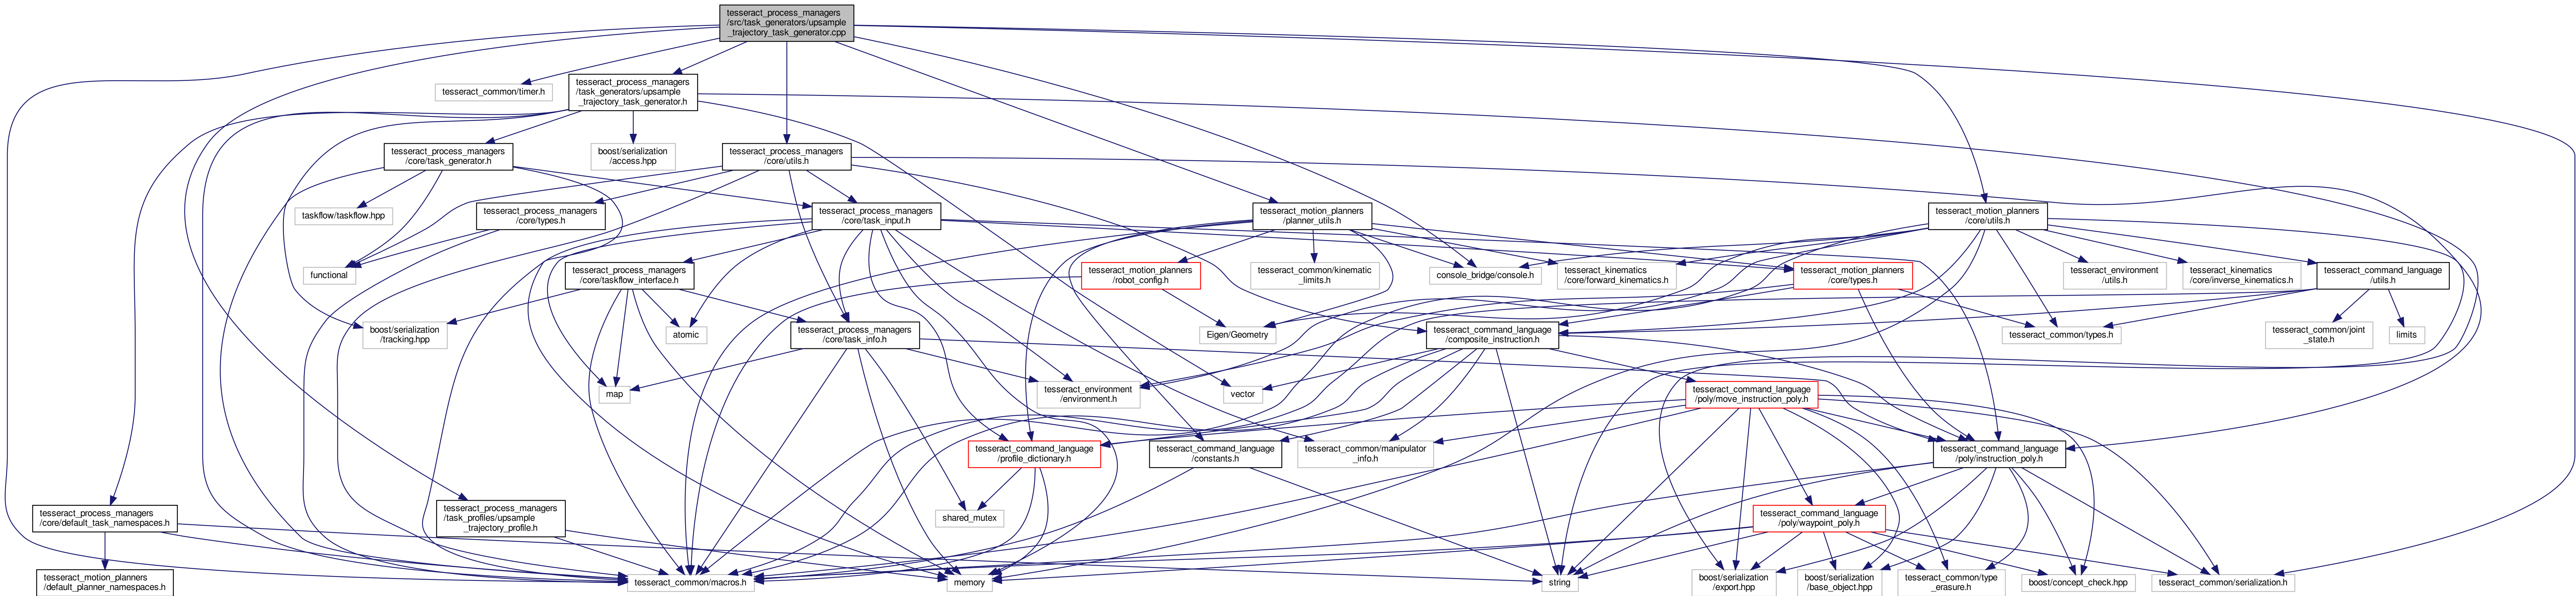 tesseract_process_managers
/src/task_generators/upsample
_trajectory_task_generator.cpp
tesseract_common/timer.h
tesseract_process_managers
/task_generators/upsample
_trajectory_task_generator.h
tesseract_process_managers
/core/task_generator.h
boost/serialization
/access.hpp
tesseract_process_managers
/core/utils.h
taskflow/taskflow.hpp
tesseract_process_managers
/core/types.h
tesseract_process_managers
/core/task_input.h
tesseract_motion_planners
/planner_utils.h
tesseract_motion_planners
/core/utils.h
functional
tesseract_process_managers
/core/taskflow_interface.h
tesseract_motion_planners
/robot_config.h
tesseract_common/kinematic
_limits.h
console_bridge/console.h
tesseract_kinematics
/core/forward_kinematics.h
tesseract_motion_planners
/core/types.h
tesseract_environment
/utils.h
tesseract_kinematics
/core/inverse_kinematics.h
tesseract_command_language
/utils.h
boost/serialization
/tracking.hpp
atomic
tesseract_process_managers
/core/task_info.h
Eigen/Geometry
tesseract_command_language
/composite_instruction.h
tesseract_common/types.h
tesseract_common/joint
_state.h
limits
map
tesseract_environment
/environment.h
vector
tesseract_command_language
/poly/move_instruction_poly.h
tesseract_command_language
/profile_dictionary.h
tesseract_command_language
/constants.h
tesseract_common/manipulator
_info.h
tesseract_command_language
/poly/instruction_poly.h
tesseract_process_managers
/core/default_task_namespaces.h
tesseract_process_managers
/task_profiles/upsample
_trajectory_profile.h
shared_mutex
tesseract_command_language
/poly/waypoint_poly.h
tesseract_motion_planners
/default_planner_namespaces.h
tesseract_common/macros.h
memory
string
boost/serialization
/export.hpp
boost/serialization
/base_object.hpp
tesseract_common/type
_erasure.h
boost/concept_check.hpp
tesseract_common/serialization.h